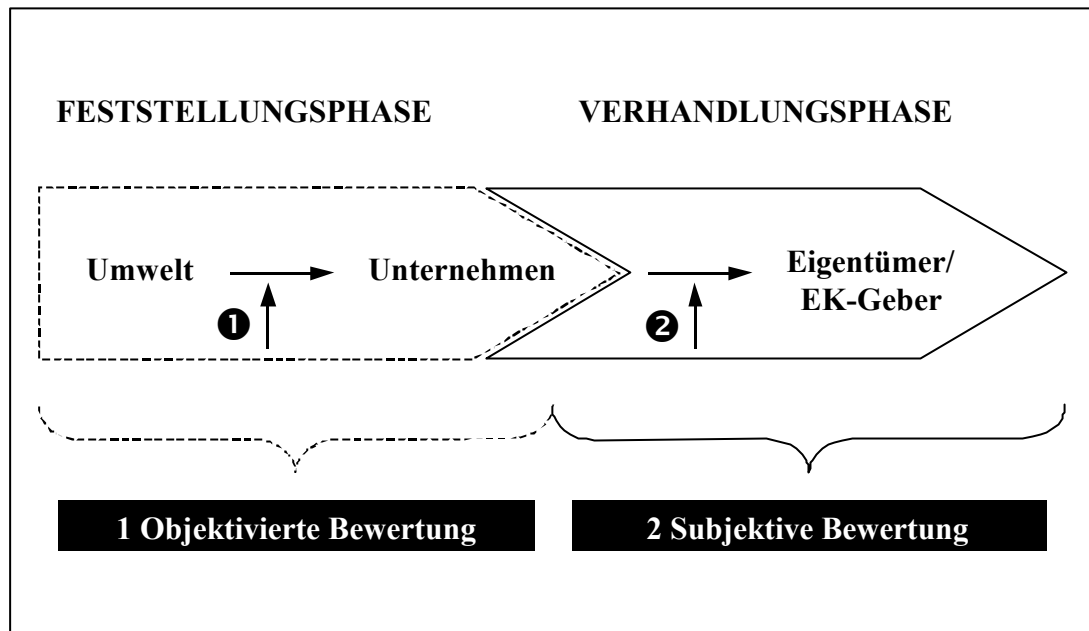 FESTSTELLUNGSPHASE
VERHANDLUNGSPHASE
Umwelt
Unternehmen
Eigentümer/
EK-Geber
❶
❷
1 Objektivierte Bewertung
2 Subjektive Bewertung